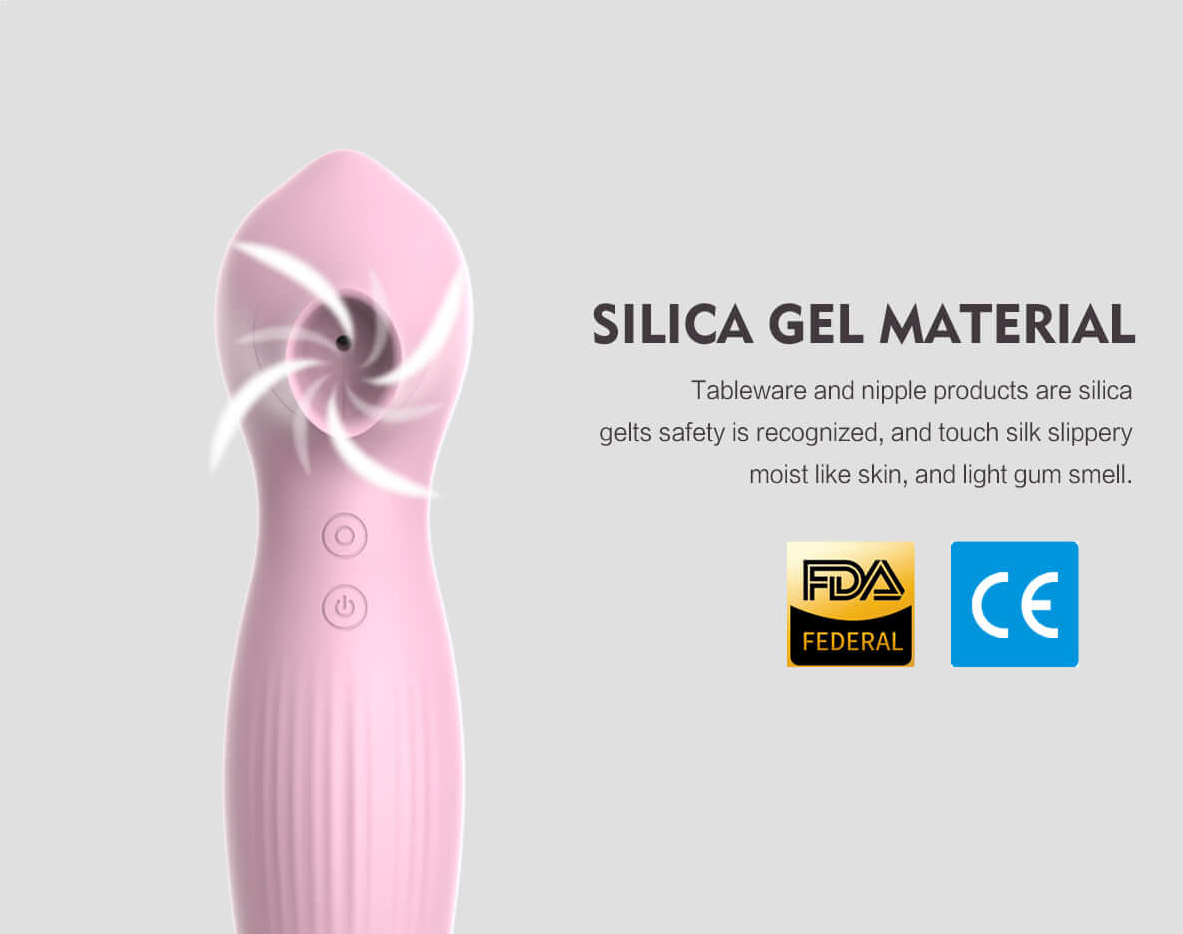 SILICA GEL MATERIAL
Tableware and nipple products are silica
gelts safety is recognized, and touch silk slippery
moist like skin, and light gum smell.
FDA
FEDERAL
CE